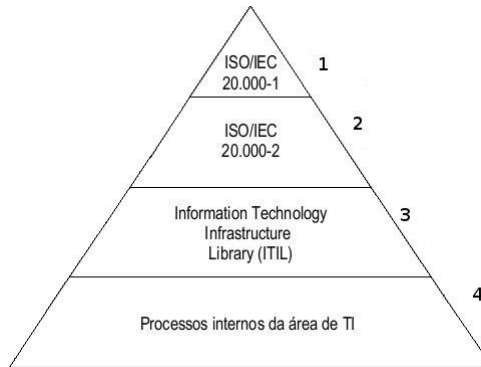 ISO/IEC
20.000-1
1
ISO/IEC
20.000-2
2
Information Technology
Infrastructure
Library (ITIL)
3
Processos internos da área de TI
4